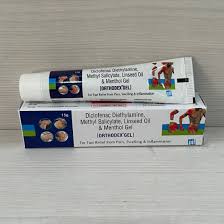 15g
Diclofenac Diethylamine,
Methyl Salicylate, Linseed Oil
& Menthol Gel
[ORTHODEX GEL]
For Fast Relief from Pain, Swelling & Inflammation
15g
Diclofenac Diethylamine,
Methyl Salicylate, Linseed Oil
& Menthol Gel
[ORTHODEX GEL]
For Fast Relief from Pain, Swelling & Inflammation